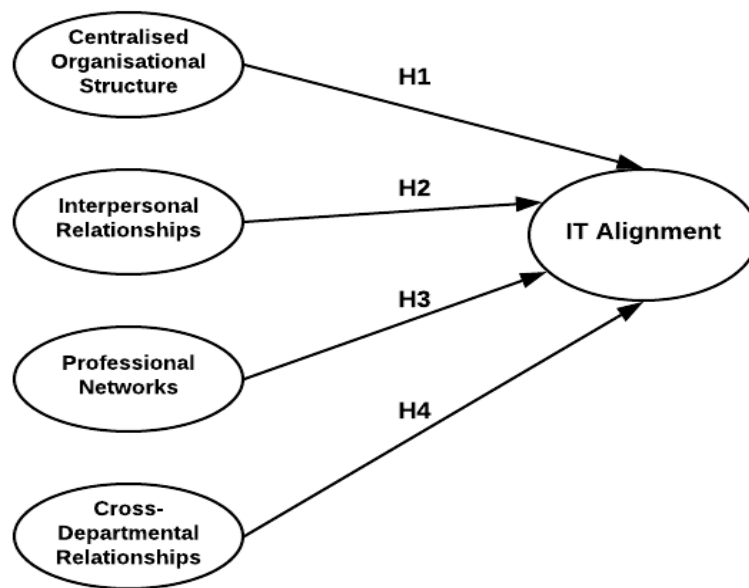 Centralised
Organisational
Structure
H1
Interpersonal
Relationships
H2
IT Alignment
Professional
Networks
H3
Cross-
Departmental
Relationships
H4